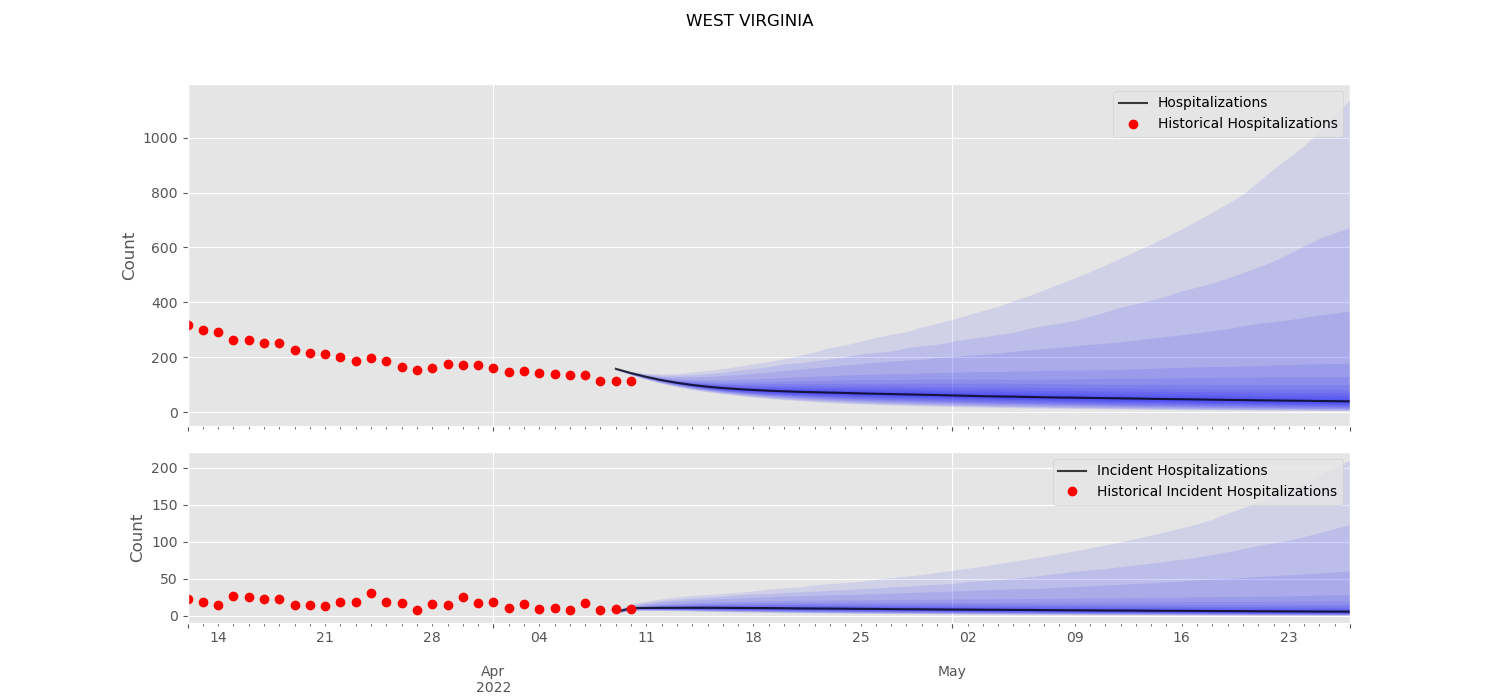 WEST VIRGINIA
Hospitalizations
Historical Hospitalizations
Count
1000
800
600
400
200
0
Incident Hospitalizations
Historical Incident Hospitalizations
Count
200
150
100
50
0
14 21 28 04 11 18 25 02 09 16 23
Apr May
2022